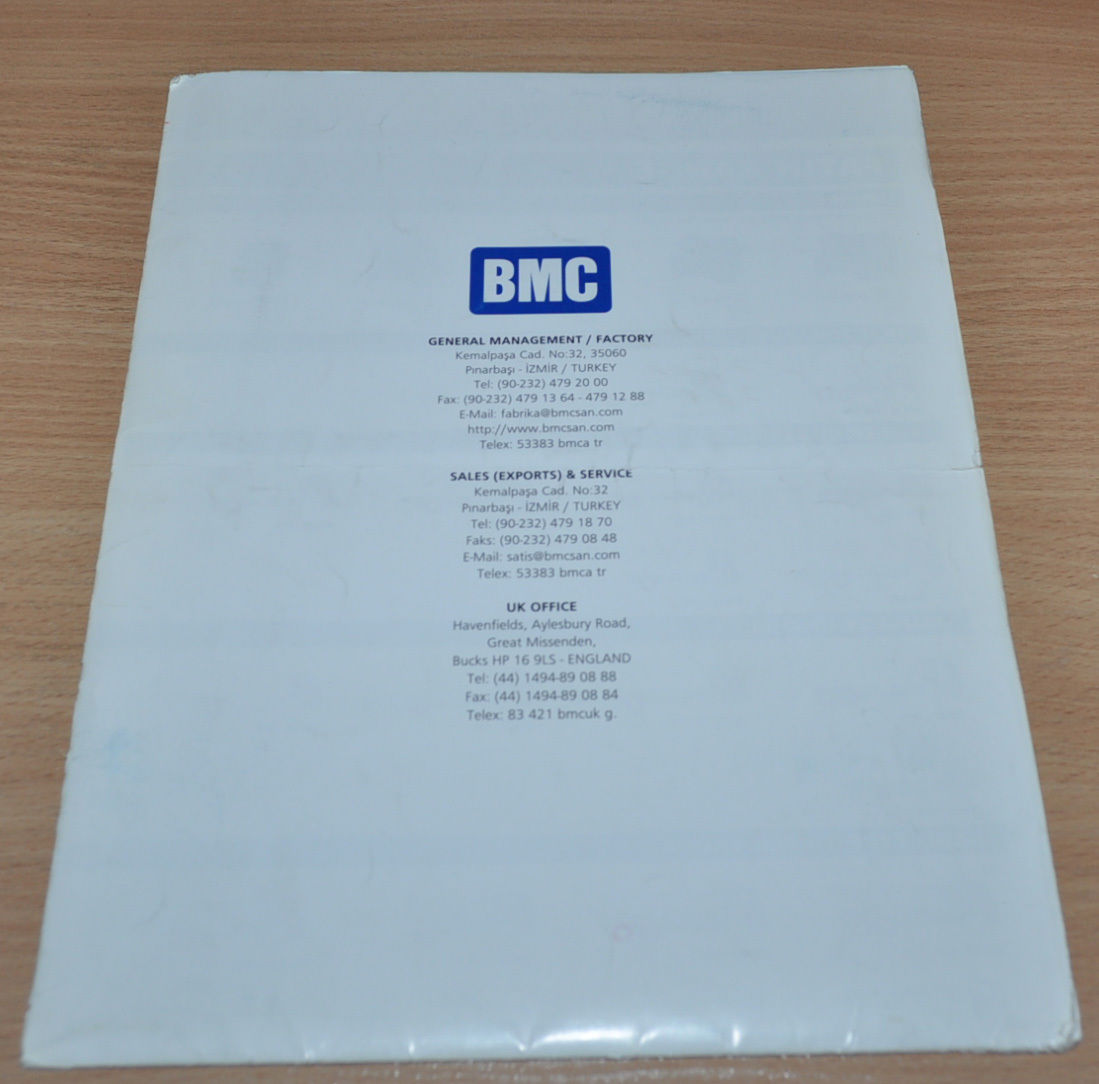 BMC
GENERAL MANAGEMENT / FACTORY
Kemalpaşa Cad. No:32, 35060
Pınarbaşı - İZMİR / TURKEY
Tel: (90-232) 479 20 00
Fax: (90-232) 479 13 64 - 479 12 88
E-Mail: fabrika@bmcsan.com
http://www.bmcsan.com
Telex: 53383 bmca tr
SALES (EXPORTS) & SERVICE
Kemalpaşa Cad. No:32
Pınarbaşı - İZMİR / TURKEY
Tel: (90-232) 479 18 70
Faks: (90-232) 479 08 48
E-Mail: satis@bmcsan.com
Telex: 53383 bmca tr
UK OFFICE
Havenfields, Aylesbury Road,
Great Missenden,
Bucks HP 16 9LS - ENGLAND
Tel: (44) 1494-89 08 88
Fax: (44) 1494-89 08 84
Telex: 83 421 bmcuk g.